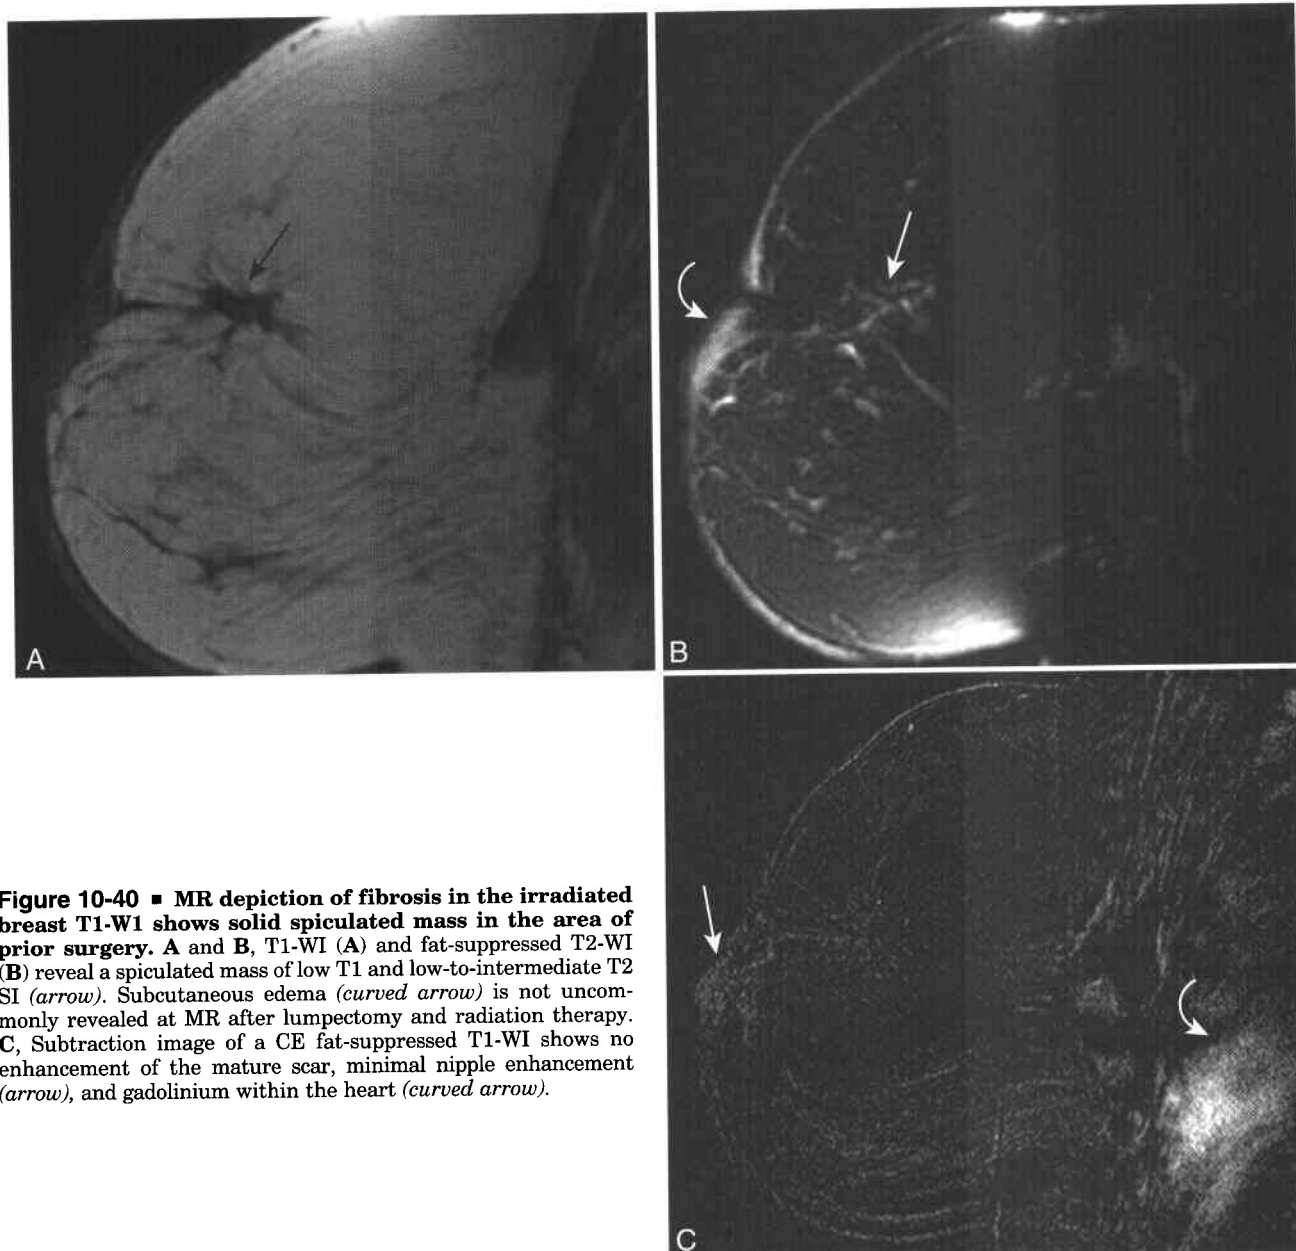 A
B
Figure 10-40 ■ MR depiction of fibrosis in the irradiated
breast T1-W1 shows solid spiculated mass in the area of
prior surgery. A and B, T1-WI (A) and fat-suppressed T2-WI
(B) reveal a spiculated mass of low T1 and low-to-intermediate T2
SI (arrow). Subcutaneous edema (curved arrow) is not uncom-
monly revealed at MR after lumpectomy and radiation therapy.
C, Subtraction image of a CE fat-suppressed T1-WI shows no
enhancement of the mature scar, minimal nipple enhancement
(arrow), and gadolinium within the heart (curved arrow).
C